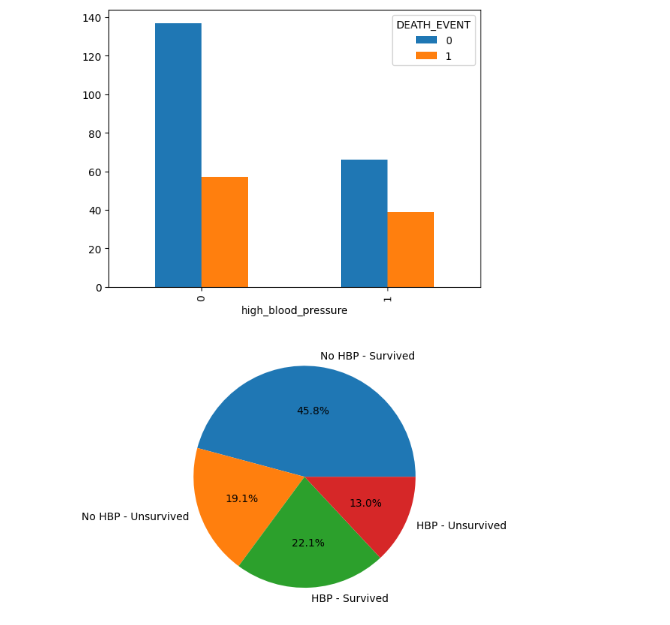 140
120
100
80
60
40
20
0
DEATH_EVENT
0
1
0
1
high_blood_pressure
No HBP - Survived
45.8%
No HBP - Unsurvived
19.1%
13.0%
HBP - Unsurvived
22.1%
HBP - Survived